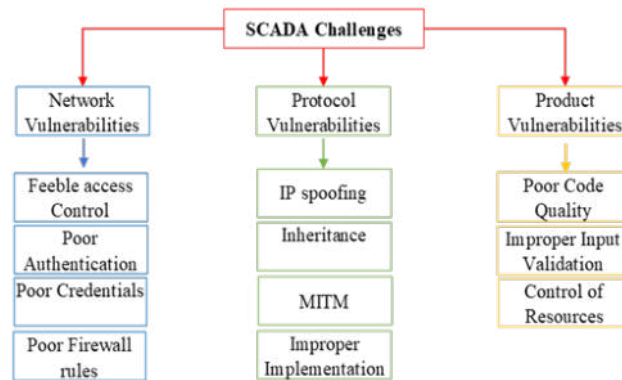 SCADA Challenges
Network
Vulnerabilities
Feeble access
Control
Poor
Authentication
Poor Credentials
Poor Firewall
rules
Protocol
Vulnerabilities
IP spoofing
Inheritance
MITM
Improper
Implementation
Product
Vulnerabilities
Poor Code
Quality
Improper Input
Validation
Control of
Resources